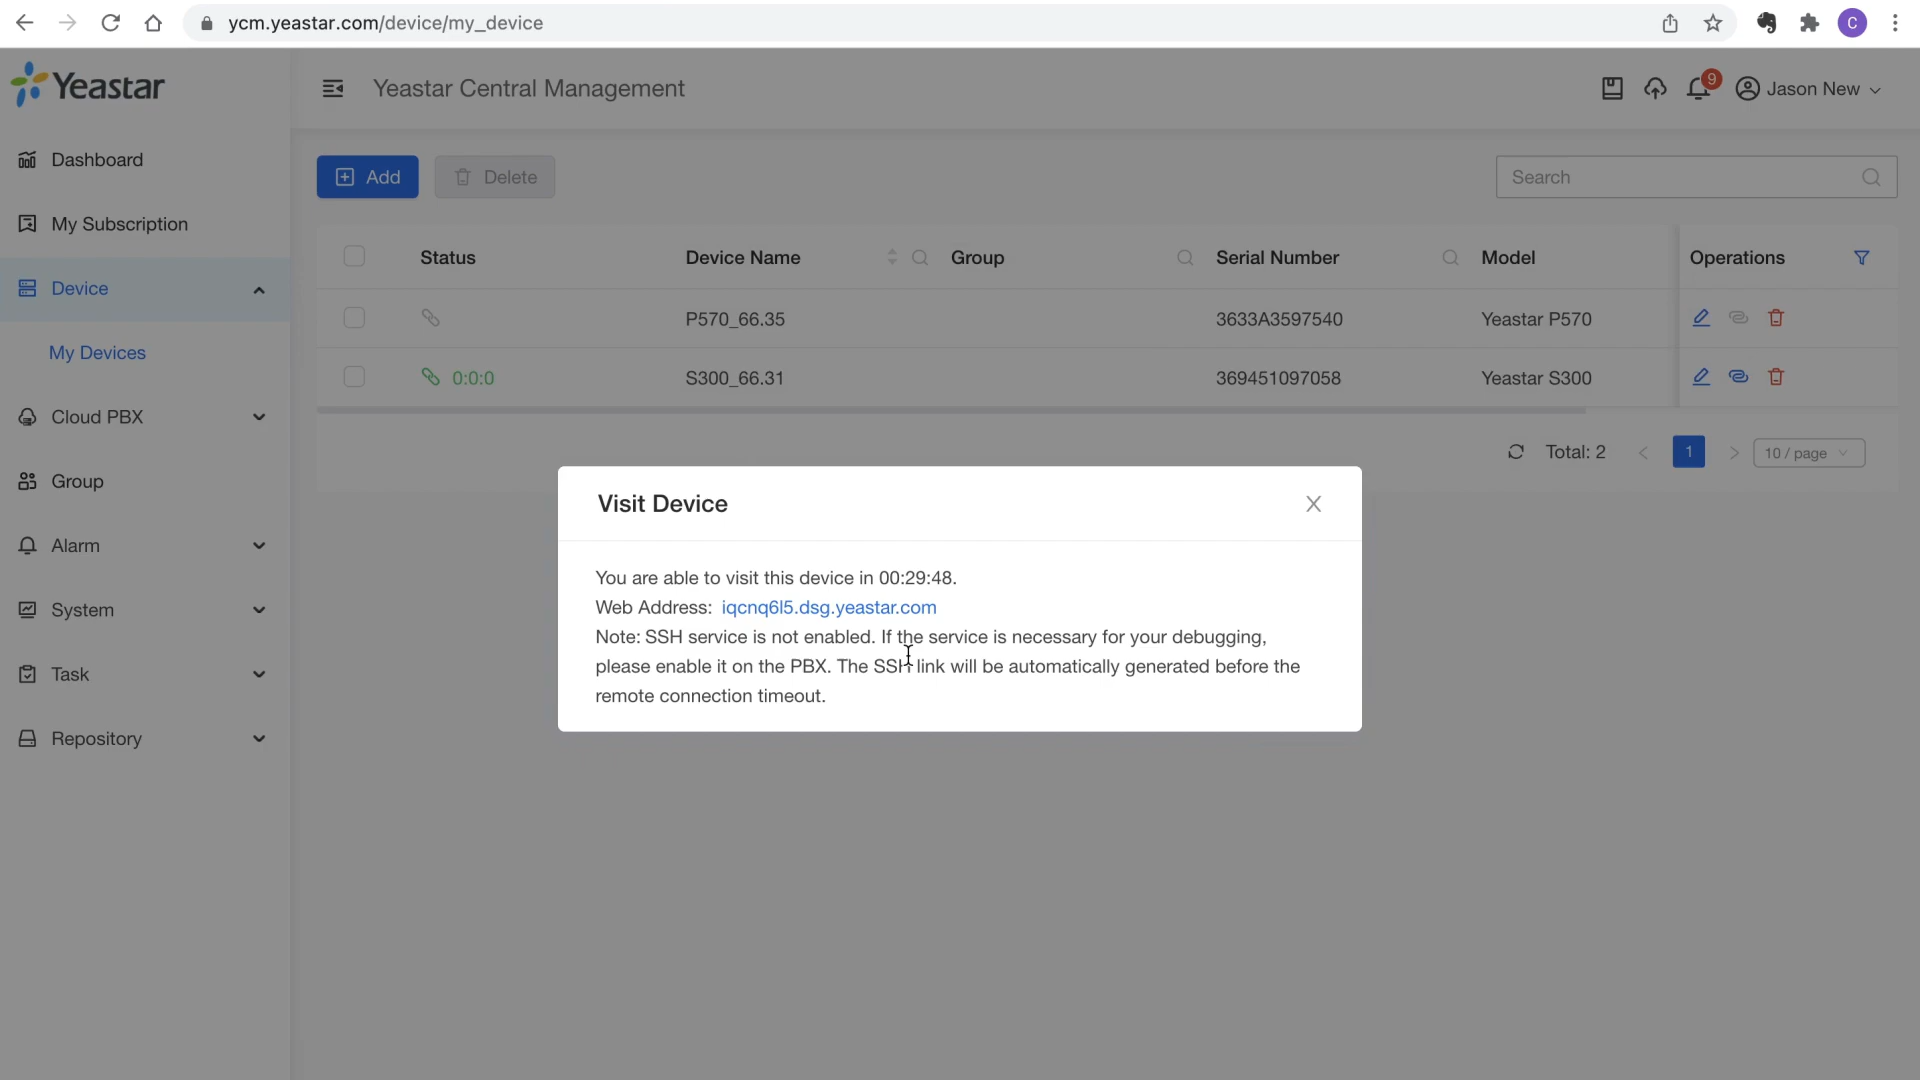 ycm.yeastar.com/device/my_device
C
Yeastar
Yeastar Central Management
9
Jason New
Dashboard
My Subscription
Device
My Devices
Cloud PBX
Group
Alarm
System
Task
Repository
Add
Delete
Search
Status
Device Name
Group
Serial Number
Model
Operations
P570_66.35
3633A3597540
Yeastar P570
0:0:0
S300_66.31
369451097058
Yeastar S300
Total: 2
1
10 / page
Visit Device
You are able to visit this device in 00:29:48.
Web Address: iqcnq6l5.dsg.yeastar.com
Note: SSH service is not enabled. If the service is necessary for your debugging,
please enable it on the PBX. The SSH link will be automatically generated before the
remote connection timeout.